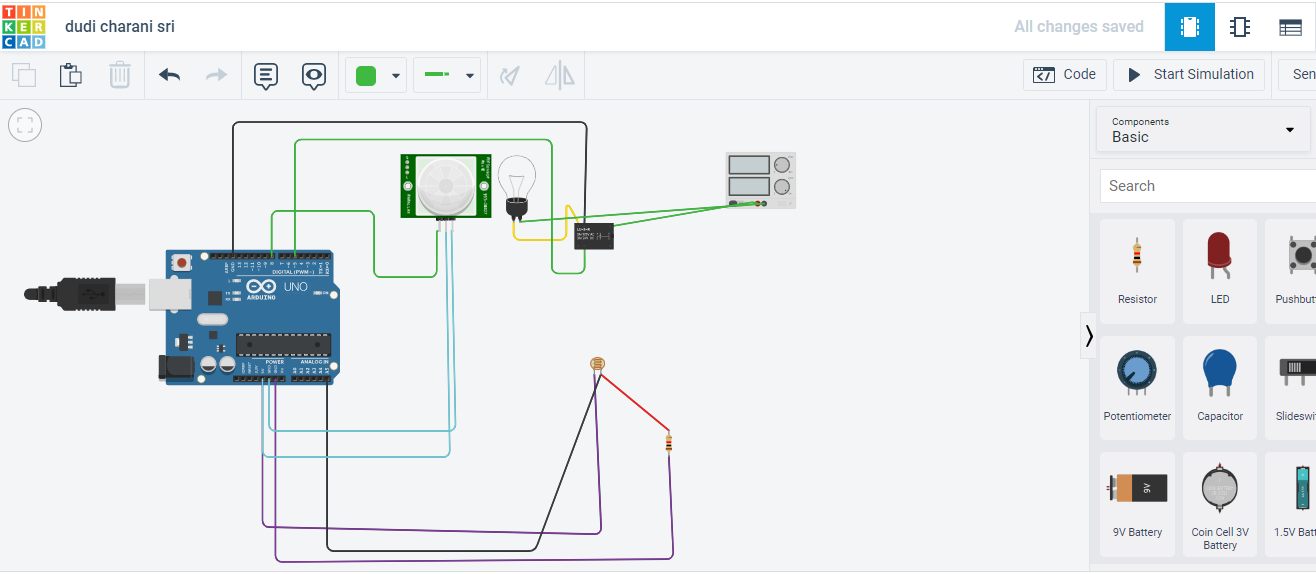 TIN
KER
CAD
dudi charani sri
All changes saved
Code
Start Simulation
Sen
Components
Basic
Search
Resistor
LED
Pushbutt
Potentiometer
Capacitor
Slideswi
9V Battery
Coin Cell 3V
Battery
1.5V Batt
9V
DIGITAL (PWM~)
UNO
ARDUINO
POWER
ANALOG IN